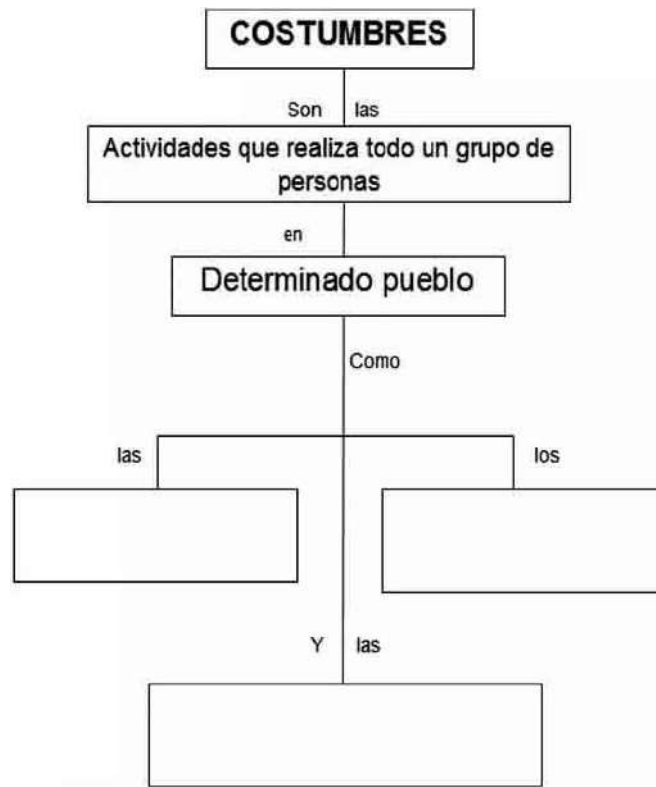 COSTUMBRES
Son las
Actividades que realiza todo un grupo de
personas
en
Determinado pueblo
Como
las los
Y las